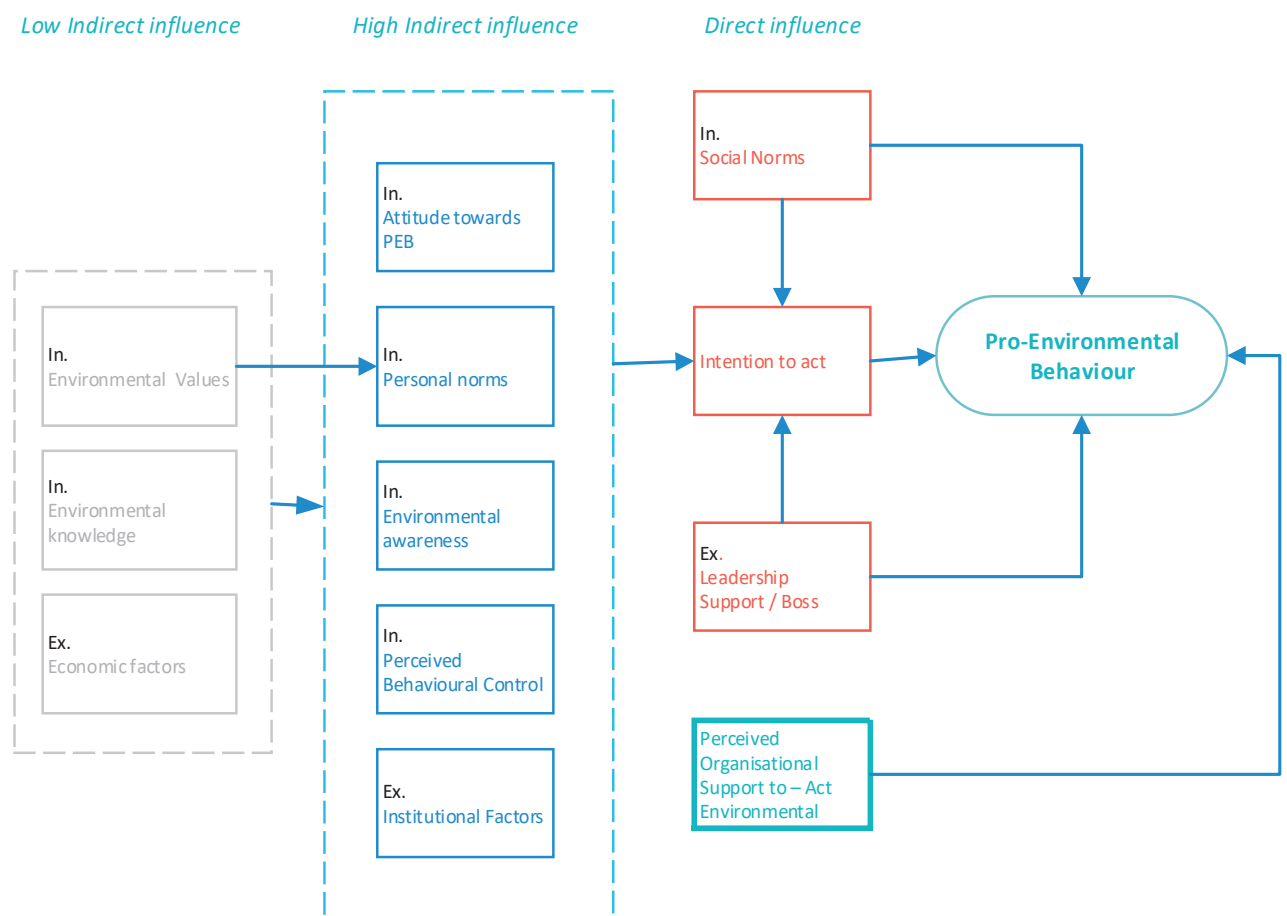 Low Indirect influence
High Indirect influence
Direct influence
In.
Environmental Values
In.
Environmental
knowledge
Ex.
Economic factors
In.
Attitude towards
PEB
In.
Personal norms
In.
Environmental
awareness
In.
Perceived
Behavioural Control
Ex.
Institutional Factors
In.
Social Norms
Intention to act
Ex.
Leadership
Support / Boss
Perceived
Organisational
Support to – Act
Environmental
Pro-Environmental
Behaviour